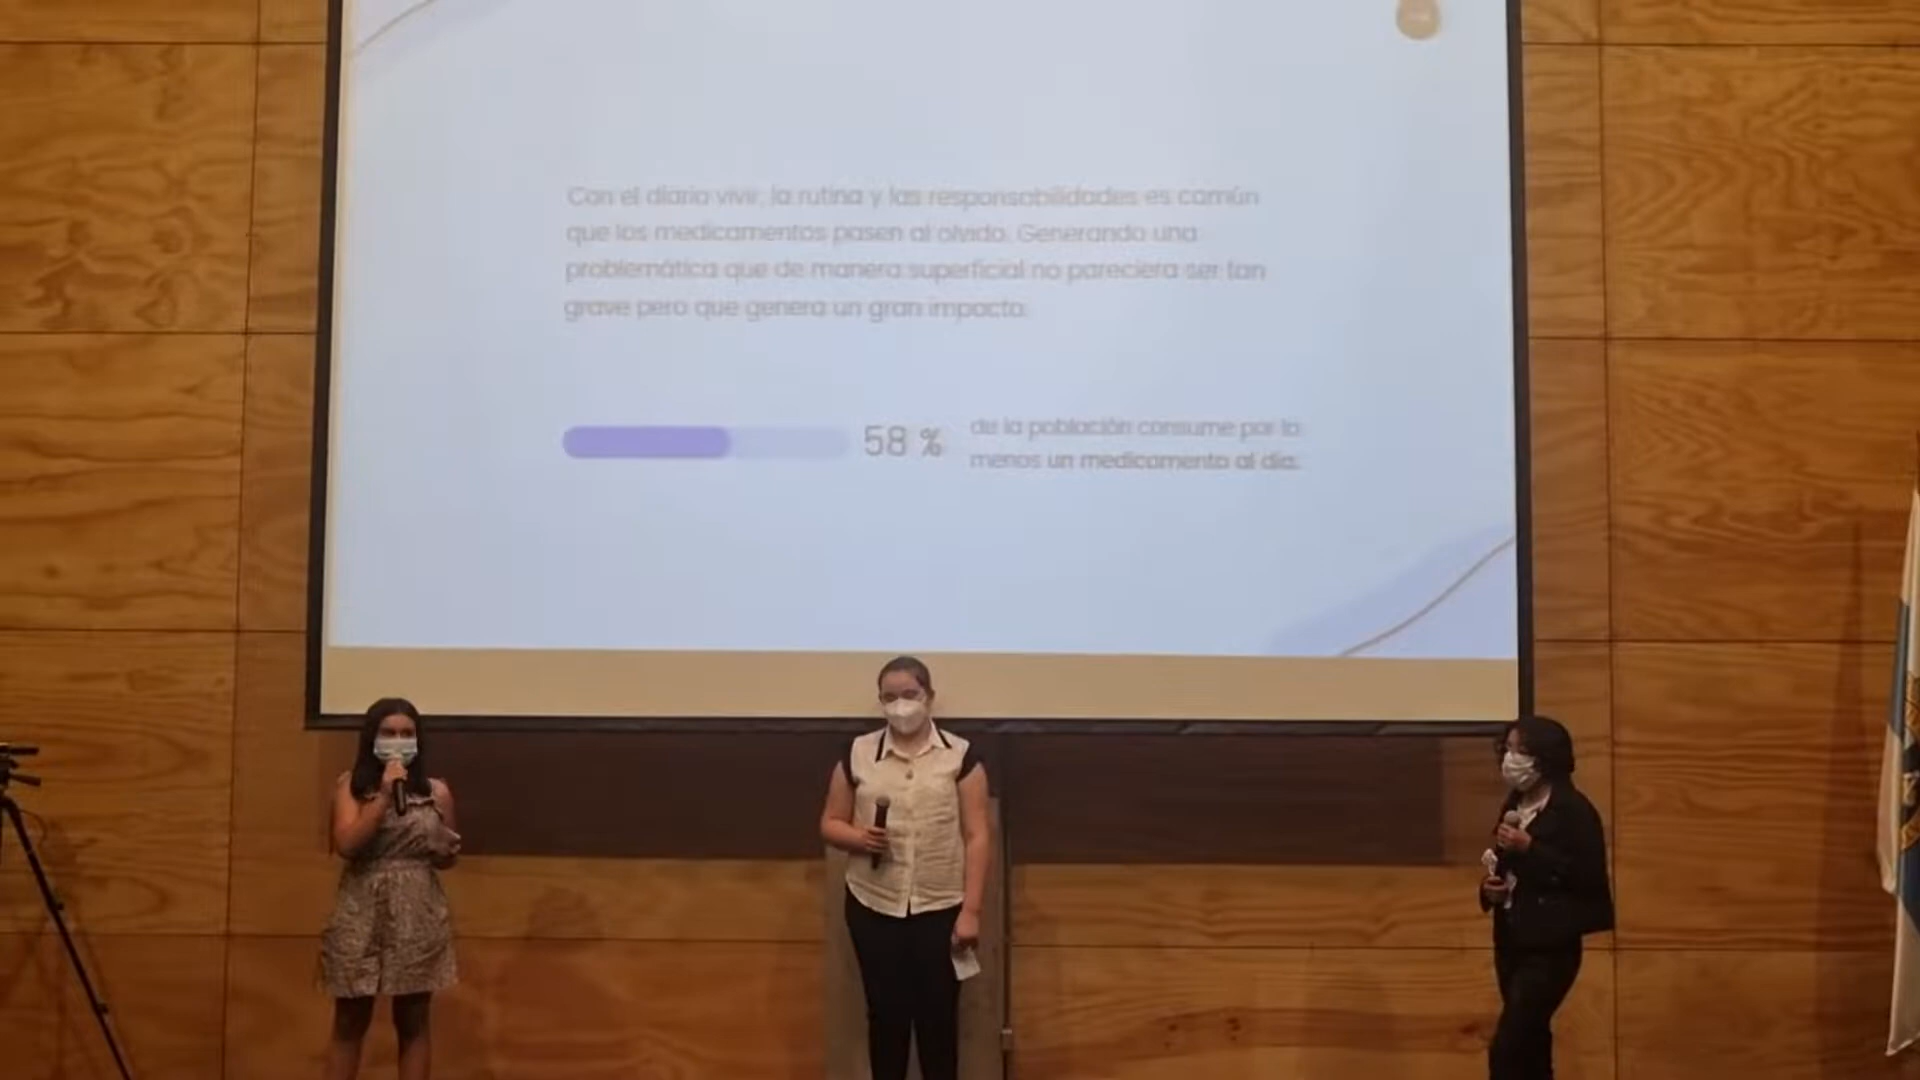 Con el diario vivir, la rutina y las responsabilidades es común
que los medicamentos pasen al olvido. Generando una
problemática que de manera superficial no pareciera ser tan
grave pero que genera un gran impacto.
58 %
de la población consume por lo
menos un medicamento al día.